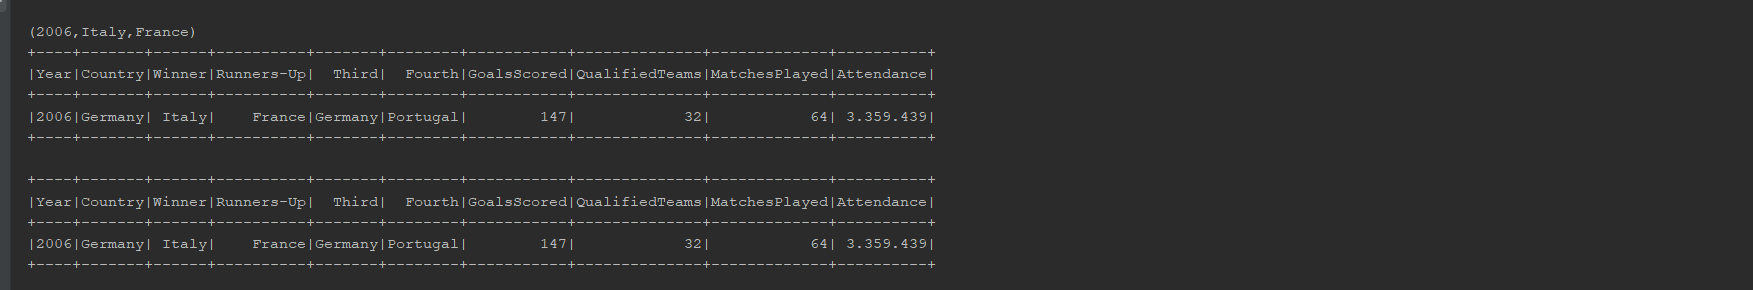 (2006,Italy,France)
+----+-------+------+----------+-------+--------+-----------+--------------+-------------+----------+
|Year|Country|Winner|Runners-Up|  Third|  Fourth|GoalsScored|QualifiedTeams|MatchesPlayed|Attendance|
+----+-------+------+----------+-------+--------+-----------+--------------+-------------+----------+
|2006|Germany| Italy|    France|Germany|Portugal|        147|            32|           64| 3.359.439|
+----+-------+------+----------+-------+--------+-----------+--------------+-------------+----------+
+----+-------+------+----------+-------+--------+-----------+--------------+-------------+----------+
|Year|Country|Winner|Runners-Up|  Third|  Fourth|GoalsScored|QualifiedTeams|MatchesPlayed|Attendance|
+----+-------+------+----------+-------+--------+-----------+--------------+-------------+----------+
|2006|Germany| Italy|    France|Germany|Portugal|        147|            32|           64| 3.359.439|
+----+-------+------+----------+-------+--------+-----------+--------------+-------------+----------+